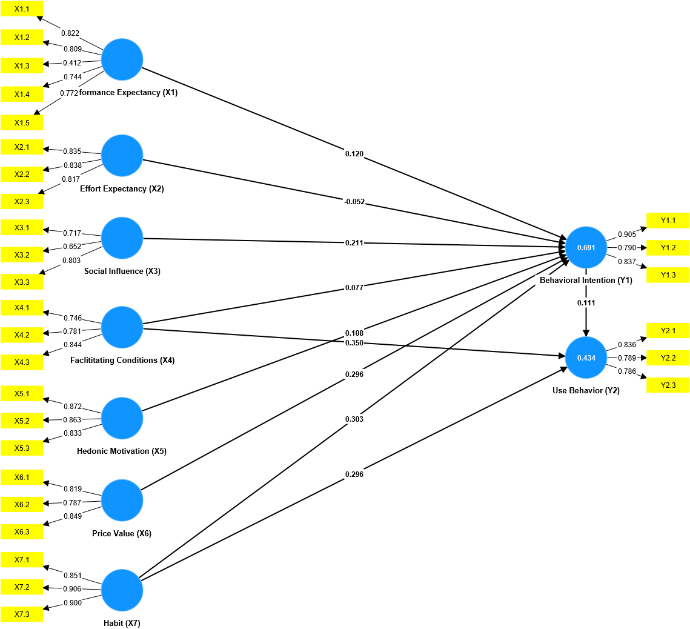 X1.1
0.822
X1.2
0.809
X1.3
0.412
X1.4
0.744
X1.5
0.772
formance Expectancy (X1)
0.120
X2.1
0.835
X2.2
0.838
X2.3
0.817
Effort Expectancy (X2)
-0.052
X3.1
0.717
X3.2
0.652
X3.3
Social Influence (X3)
0.211
X4.1
0.746
X4.2
0.781
X4.3
0.844
Faclititating Conditions (X4)
0.077
0.350
X5.1
0.872
X5.2
0.863
X5.3
0.833
Hedonic Motivation (X5)
0.108
X6.1
0.819
X6.2
0.787
X6.3
0.849
Price Value (X6)
0.296
X7.1
0.851
X7.2
0.906
X7.3
0.900
Habit (X7)
0.303
0.296
0.691
Behavioral Intention (Y1)
Y1.1
0.905
Y1.2
0.790
Y1.3
0.837
0.111
0.434
Use Behavior (Y2)
Y2.1
0.836
Y2.2
0.789
Y2.3
0.786